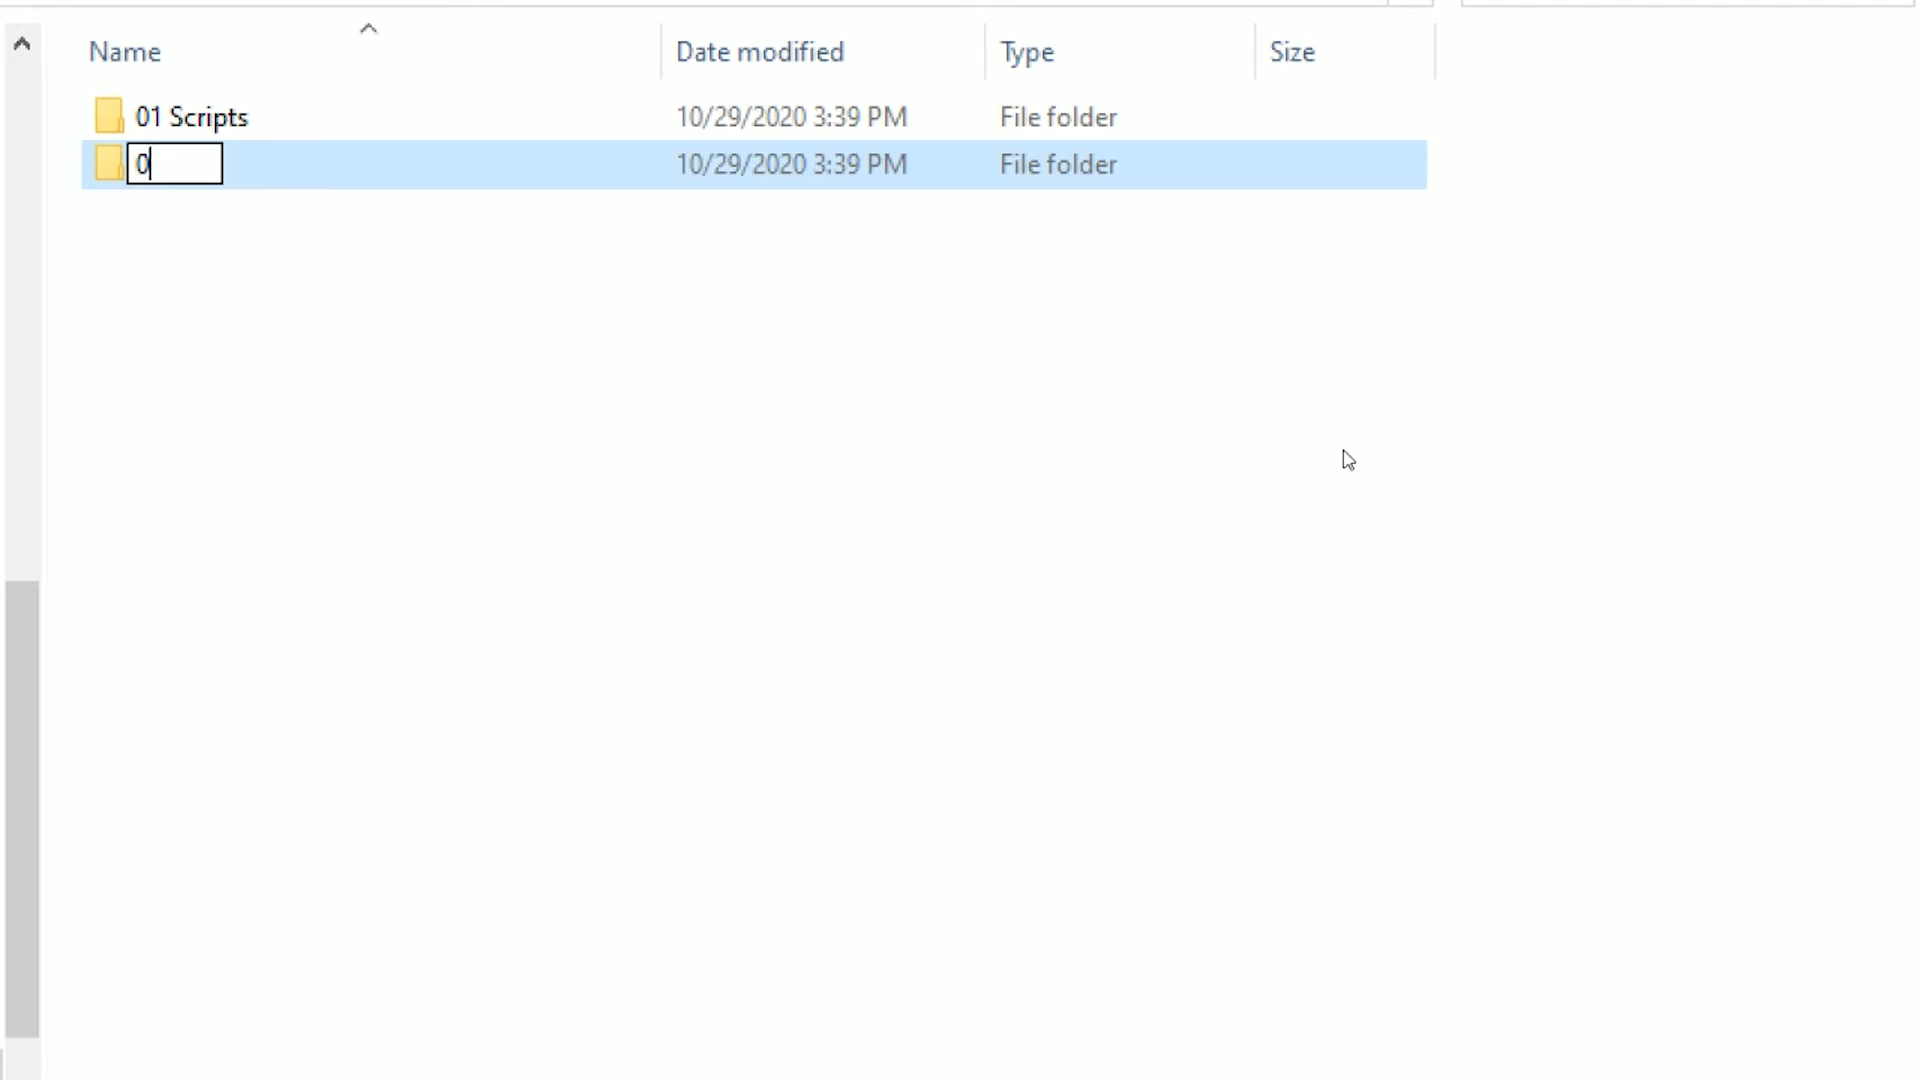 Name Date modified Type Size
01 Scripts 10/29/2020 3:39 PM File folder
0 10/29/2020 3:39 PM File folder